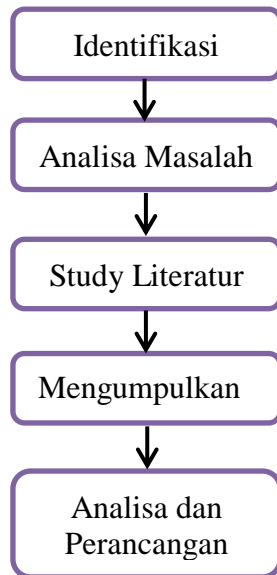 Identifikasi
Analisa Masalah
Study Literatur
Mengumpulkan
Analisa dan
Perancangan